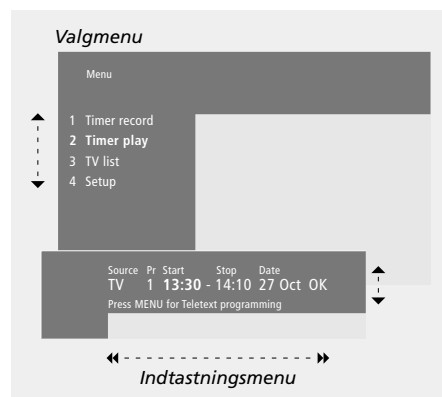 Valgmenu
Menu
1 Timer record
2 Timer play
3 TV list
4 Setup
Source Pr Start Stop Date
TV 1 13:30 - 14:10 27 Oct OK
Press MENU for Teletext programming
Indtastningsmenu